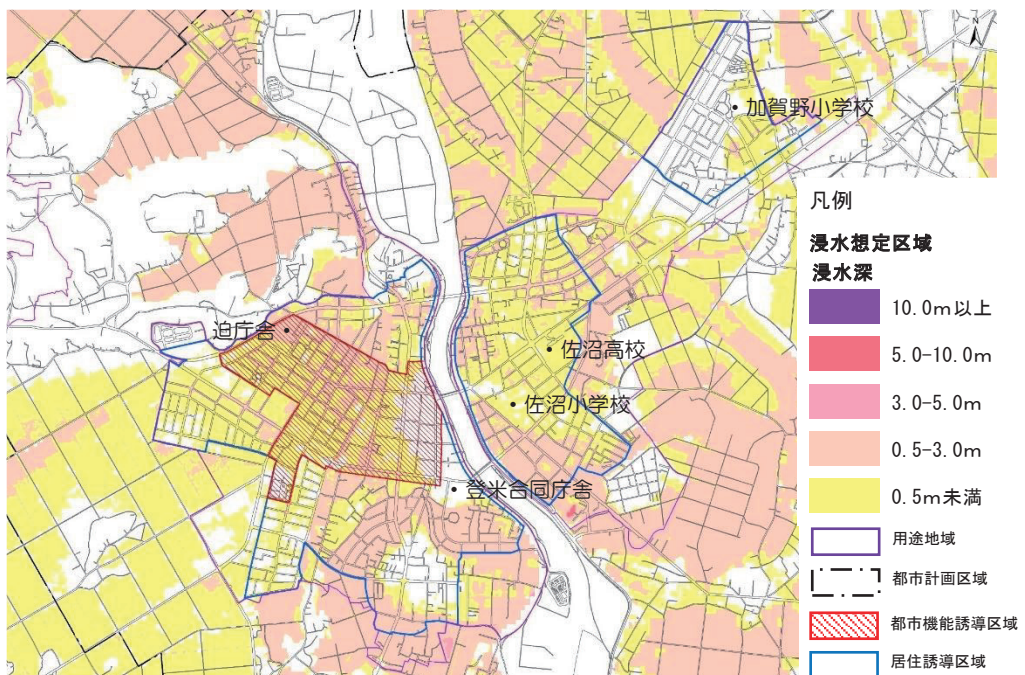 N
加賀野小学校
迫庁舎
佐沼高校
佐沼小学校
登米合同庁舎
凡例
浸水想定区域
浸水深
10.0m以上
5.0-10.0m
3.0-5.0m
0.5-3.0m
0.5m未満
用途地域
都市計画区域
都市機能誘導区域
居住誘導区域